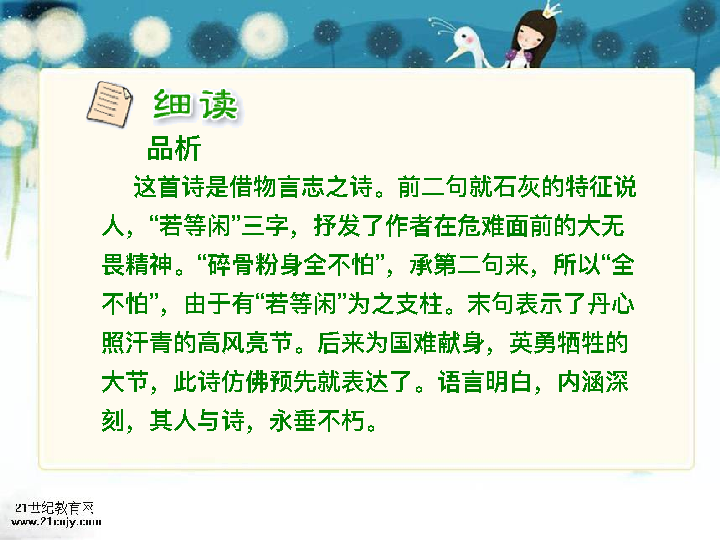 细读
品析
这首诗是借物言志之诗。前二句就石灰的特征说
人，“若等闲”三字，抒发了作者在危难面前的大无
畏精神。“碎骨粉身全不怕”，承第二句来，所以“全
不怕”，由于有“若等闲”为之支柱。末句表示了丹心
照汗青的高风亮节。后来为国难献身，英勇牺牲的
大节，此诗仿佛预先就表达了。语言明白，内涵深
刻，其人与诗，永垂不朽。
21世纪教育网
www.21cnjy.com